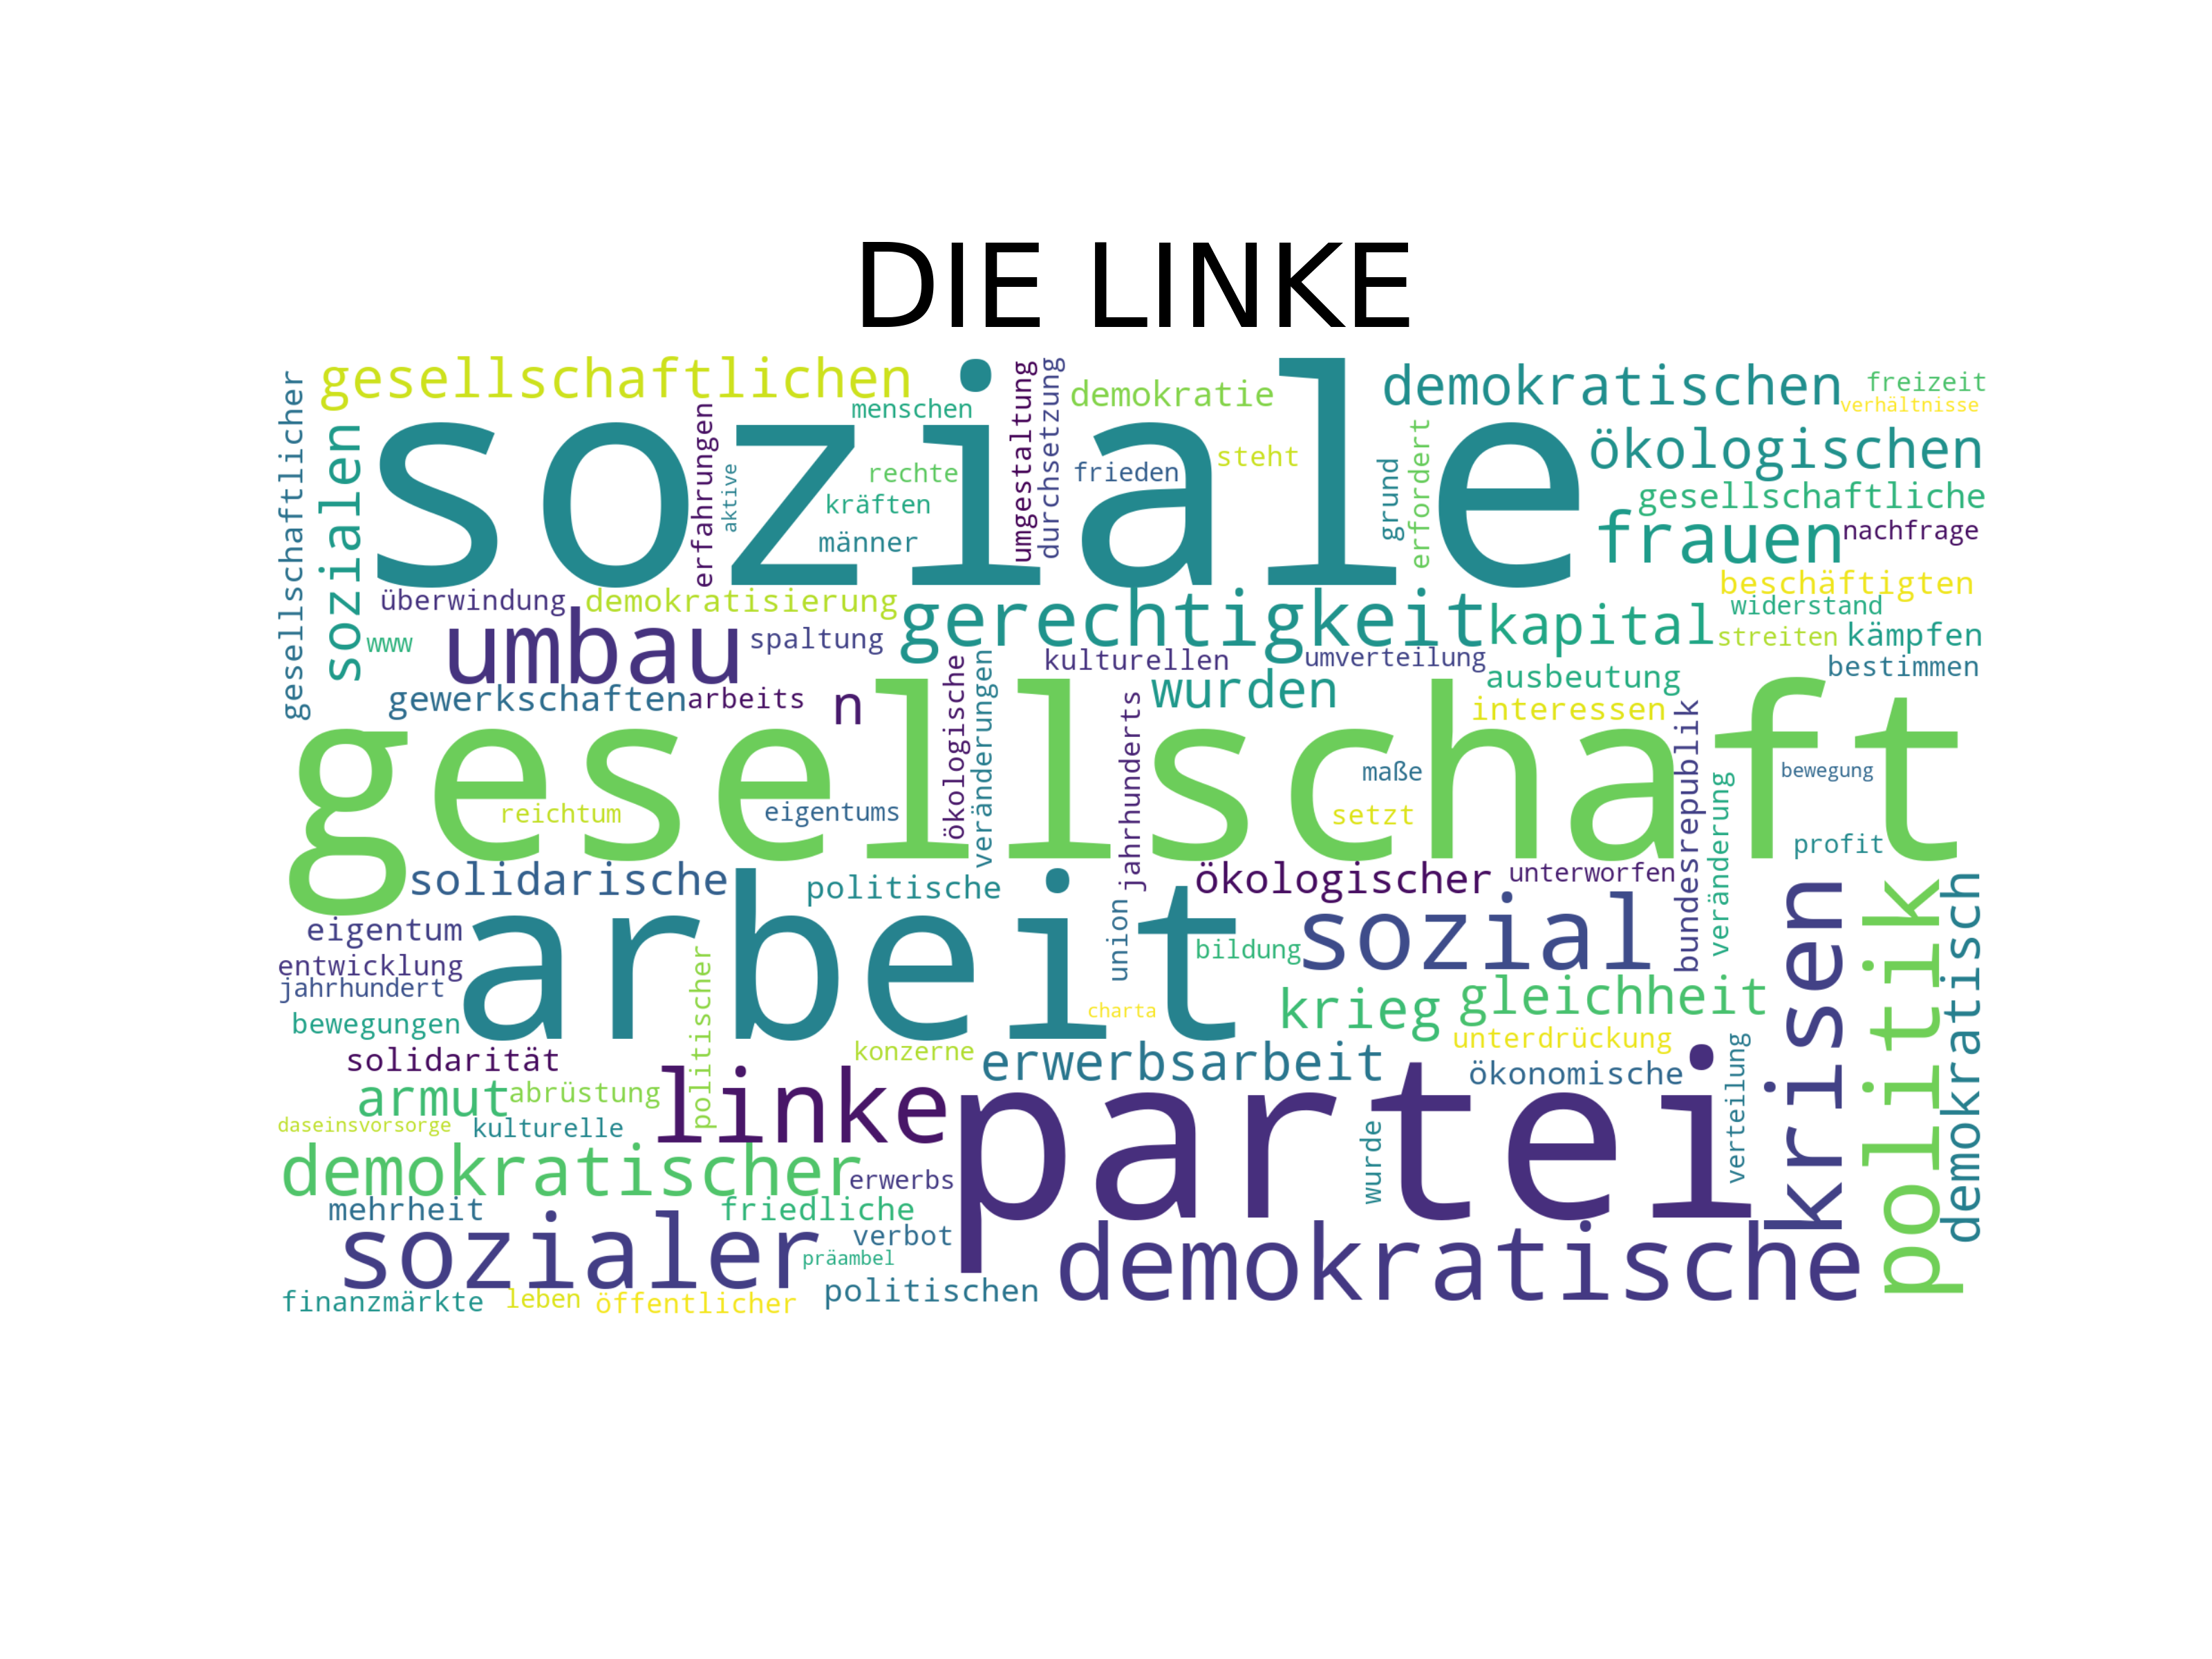 DIE LINKE
gesellschaftlichen
demokratie
demokratischen
freizeit
verhältnisse
gesellschaftlicher
sozialen
soziale
menschen
erfahrungen
aktive
rechte
kräften
männer
umgestaltung
durchsetzung
frieden
steht
grund
erfordert
ökologischen
gesellschaftliche
frauen
nachfrage
beschäftigten
überwindung
demokratisierung
gerechtigkeit
kapital
widerstand
streiten
kämpfen
www
umbau
spaltung
kulturellen
umverteilung
ausbeutung
bestimmen
gewerkschaften
arbeits
n
ökologische
veränderungen
wurden
interessen
jahrhunderts
bundesrepublik
gesellschaft
maße
bewegung
reichtum
eigentums
setzt
veränderung
profit
solidarische
politische
ökologischer
unterworfen
eigentum
arbeit
union
bildung
sozial
krisen
politik
demokratisch
entwicklung
jahrhundert
bewegungen
politischer
charta
krieg
gleichheit
solidarität
konzerne
erwerbsarbeit
unterdrückung
ökonomische
verteilung
armut
abrüstung
linke
partei
daseinsvorsorge
kulturelle
wurde
demokratischer
erwerbs
mehrheit
friedliche
sozialer
verbot
präambel
demokratische
finanzmärkte
leben
öffentlicher
politischen